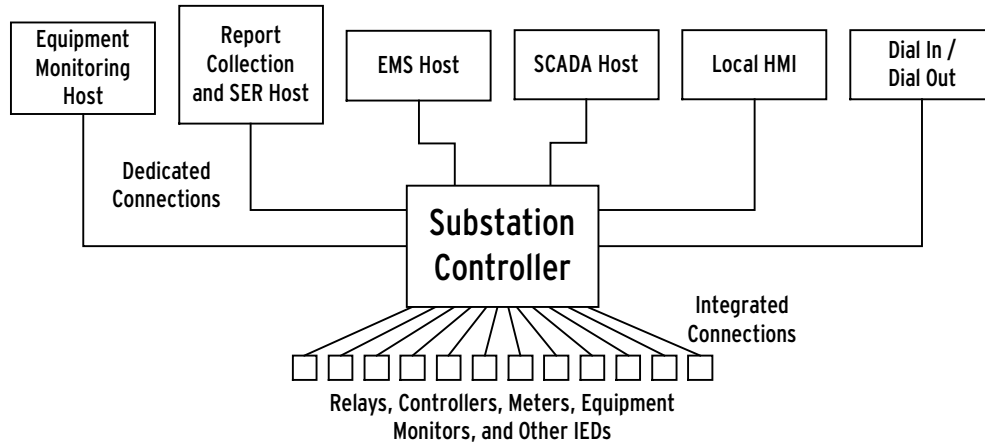 Equipment
Monitoring
Host
Report
Collection
and SER Host
EMS Host
SCADA Host
Local HMI
Dial In /
Dial Out
Dedicated
Connections
Substation
Controller
Integrated
Connections
Relays, Controllers, Meters, Equipment
Monitors, and Other IEDs